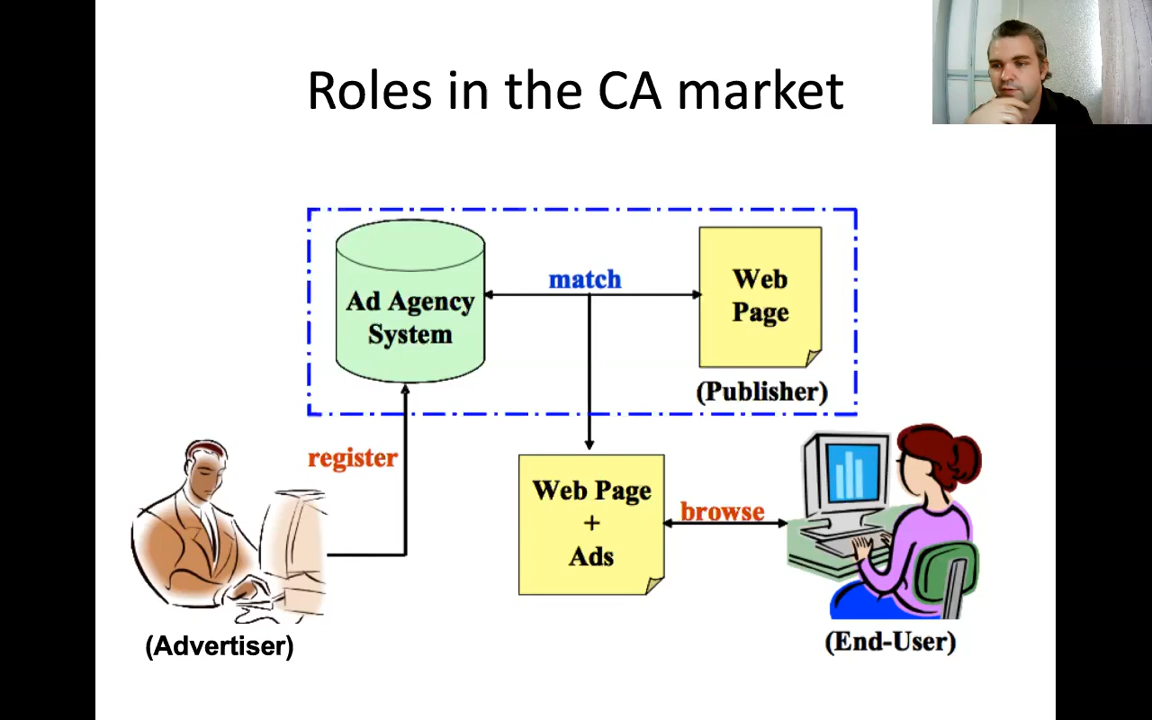 Roles in the CA market
Ad Agency
System
match
Web
Page
(Publisher)
register
Web Page
+
Ads
browse
(Advertiser)
(End-User)